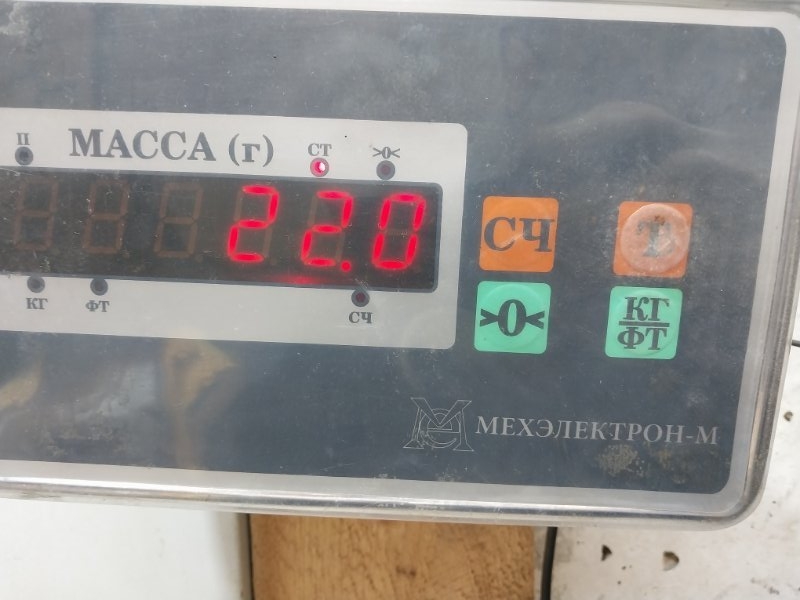 П
МАССА (г)
СТ
>0<
22.0
КГ
ФТ
СЧ
СЧ
Т
>0<
КГ
ФТ
МЕХЭЛЕКТРОН-М